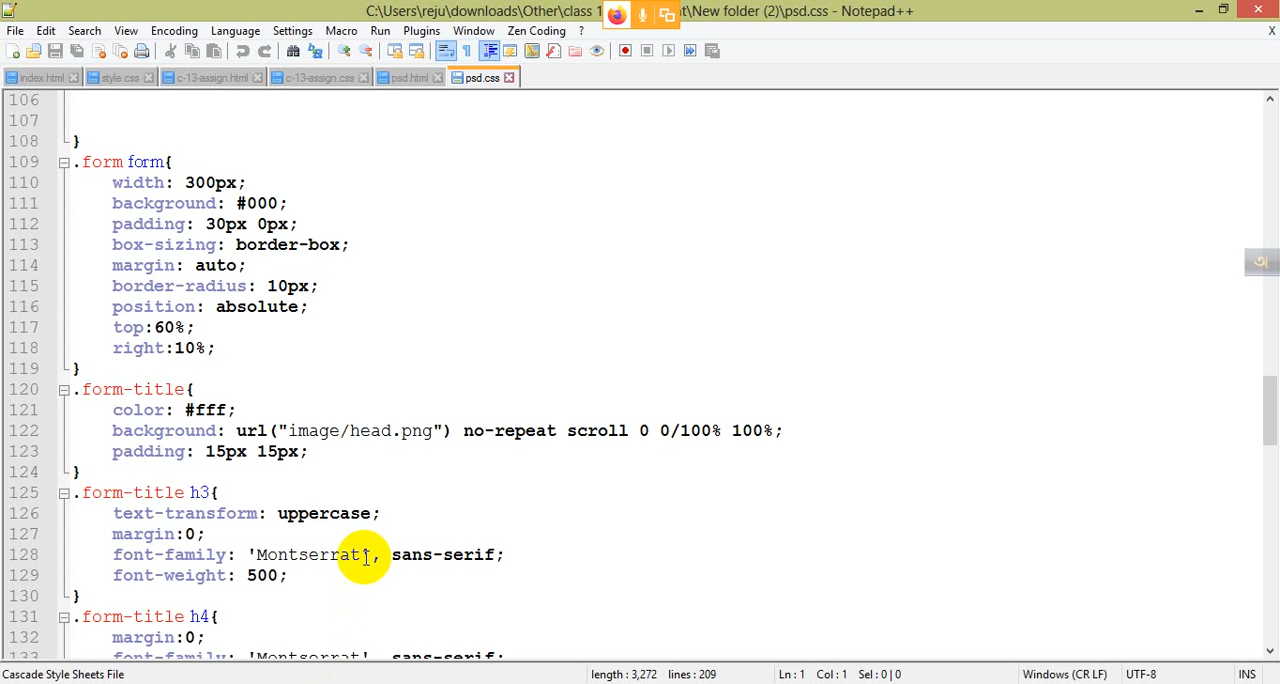 C:\Users\reju\downloads\Other\class 1 nt\New folder (2)\psd.css - Notepad++
File Edit Search View Encoding Language Settings Macro Run Plugins Window Zen Coding ? X
index.html style.css c-13-assign.html c-13-assign.css psd.html psd.css
106
107
108 }
109 .form form{
110 width: 300px;
111 background: #000;
112 padding: 30px 0px;
113 box-sizing: border-box;
114 margin: auto;
115 border-radius: 10px;
116 position: absolute;
117 top:60%;
118 right:10%;
119 }
120 .form-title{
121 color: #fff;
122 background: url("image/head.png") no-repeat scroll 0 0/100% 100%;
123 padding: 15px 15px;
124 }
125 .form-title h3{
126 text-transform: uppercase;
127 margin:0;
128 font-family: 'Montserrat', sans-serif;
129 font-weight: 500;
130 }
131 .form-title h4{
132 margin:0;
133 font-family: 'Montserrat', sans-serif;
অ
Cascade Style Sheets File length : 3,272 lines : 209 Ln : 1 Col : 1 Sel : 0 | 0 Windows (CR LF) UTF-8 INS